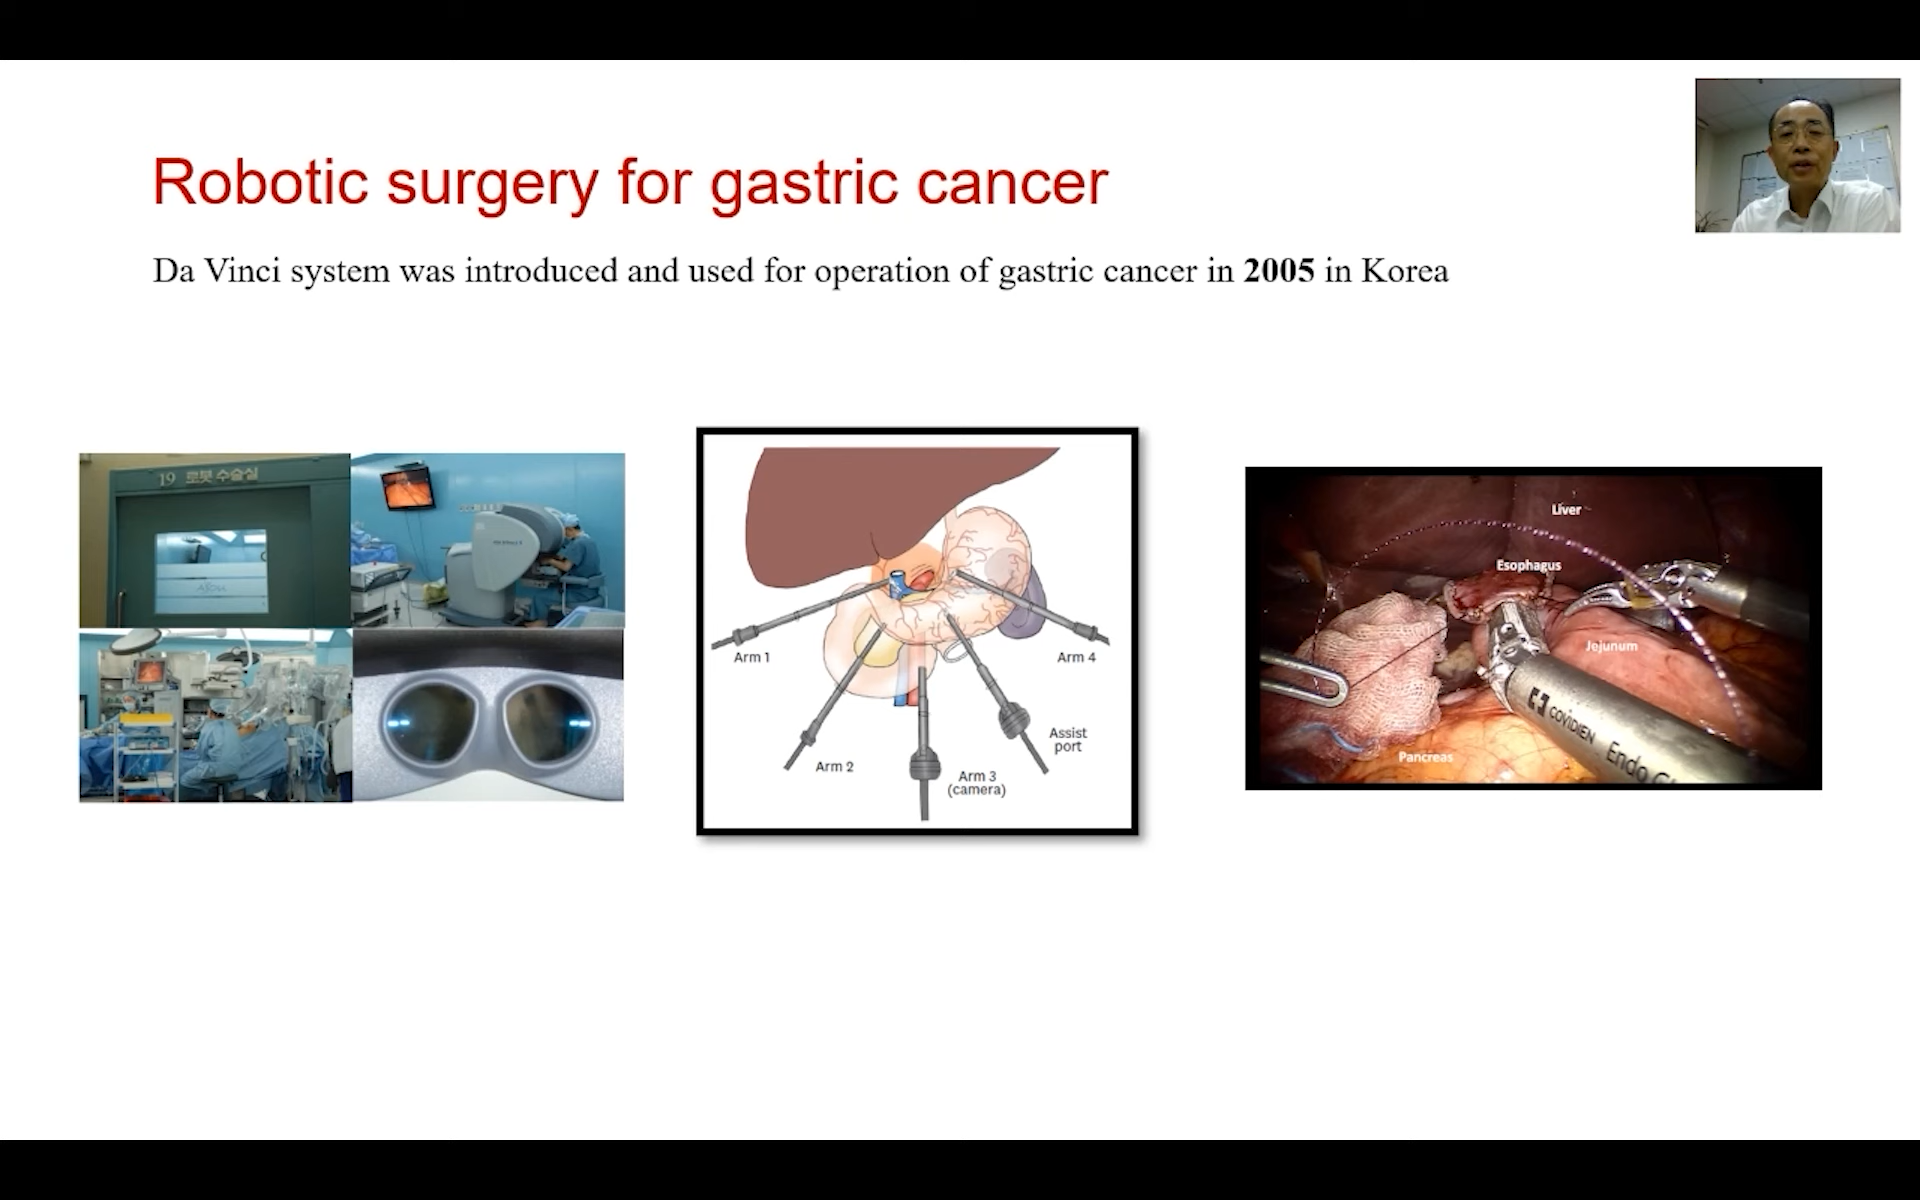 Robotic surgery for gastric cancer
Da Vinci system was introduced and used for operation of gastric cancer in 2005 in Korea
19 로봇 수술실
Arm 1
Arm 2
Arm 3
(camera)
Assist
port
Arm 4
Liver
Esophagus
Jejunum
Pancreas
COVIDIEN Endo G